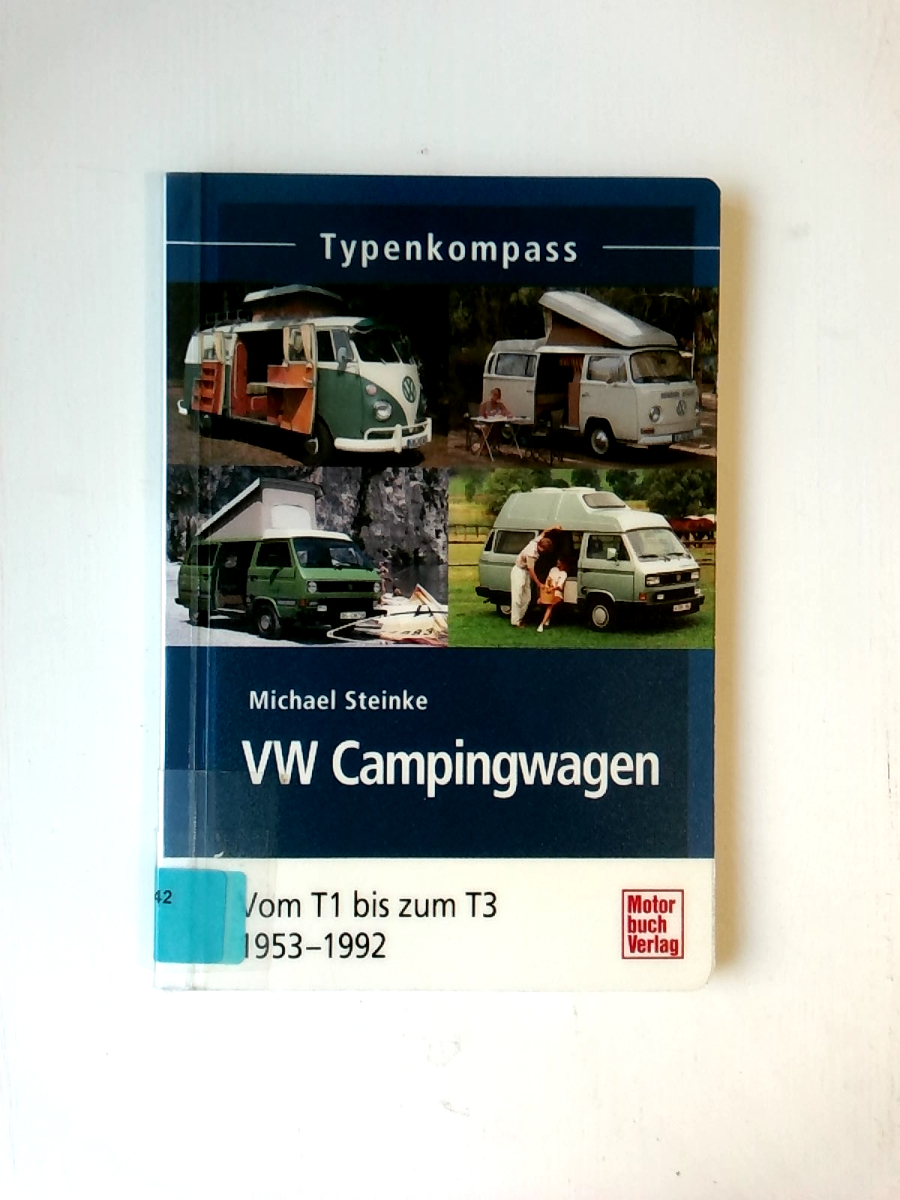 Typenkompass
Michael Steinke
VW Campingwagen
Vom T1 bis zum T3
1953–1992
42
Motor
buch
Verlag